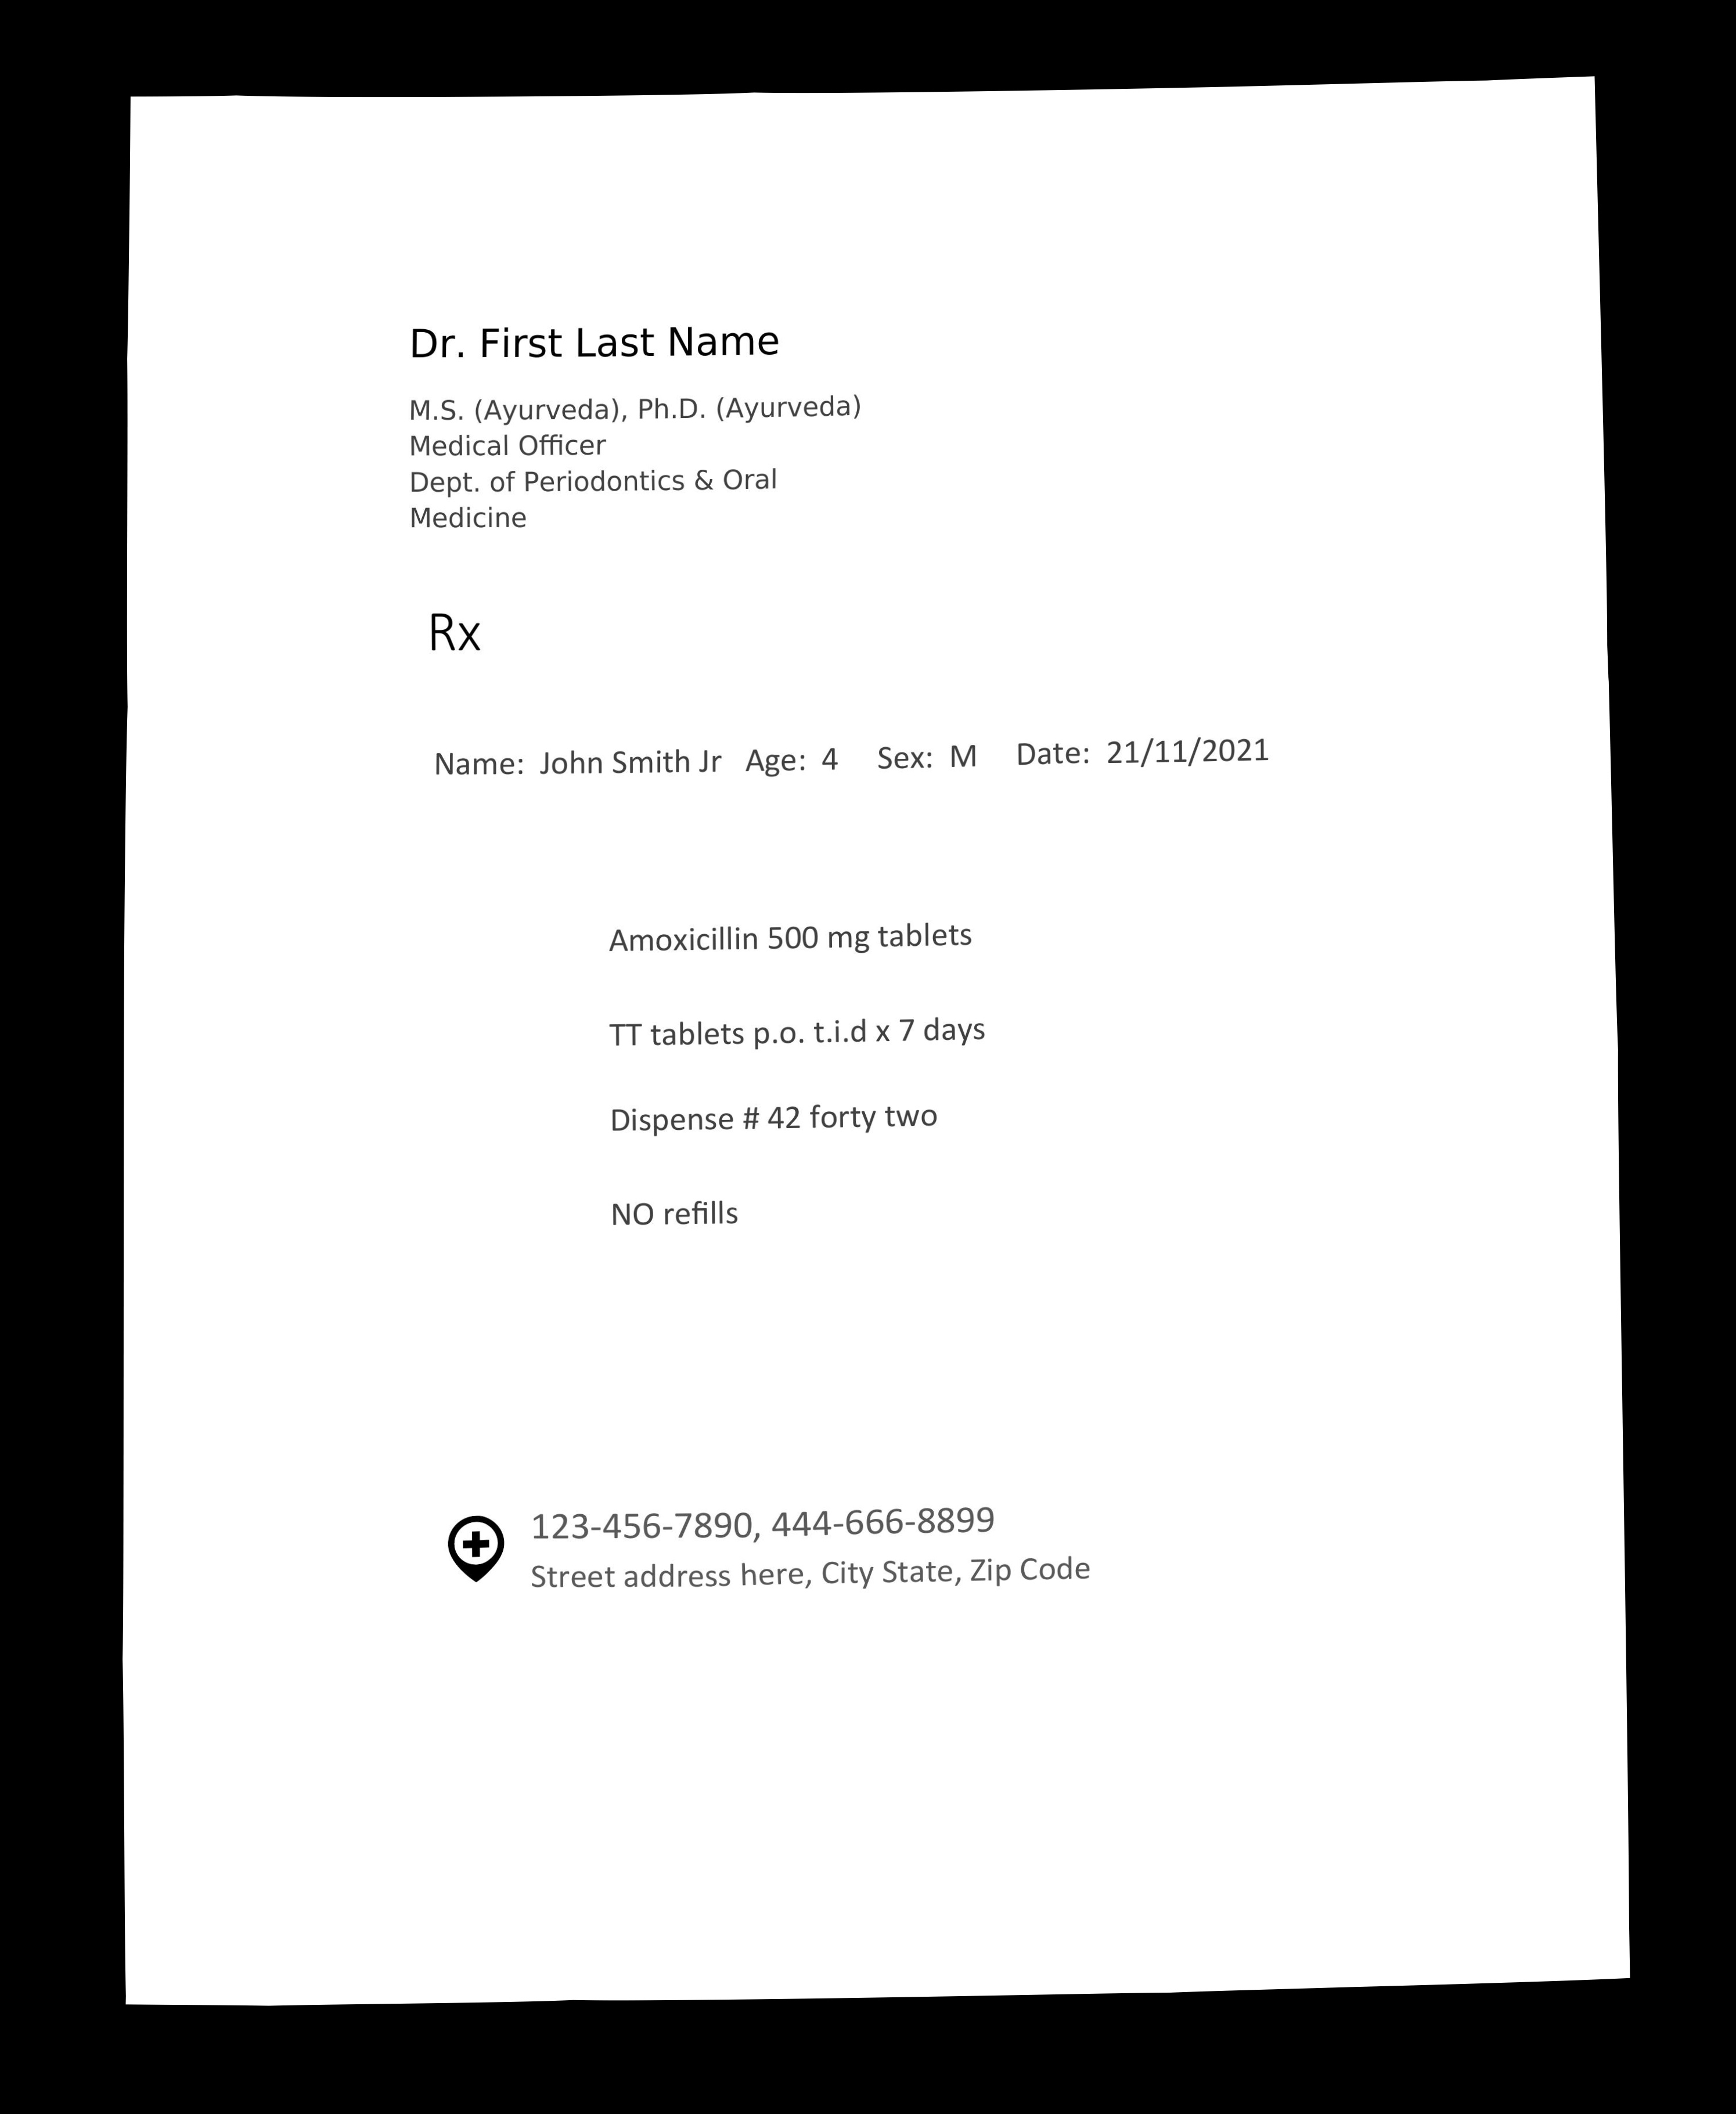 Dr. First Last Name
M.S. (Ayurveda), Ph.D. (Ayurveda)
Medical Officer
Dept. of Periodontics & Oral
Medicine
Rx
Name: John Smith Jr Age: 4 Sex: M Date: 21/11/2021
Amoxicillin 500 mg tablets
TT tablets p.o. t.i.d x 7 days
Dispense # 42 forty two
NO refills
123-456-7890, 444-666-8899
Street address here, City State, Zip Code